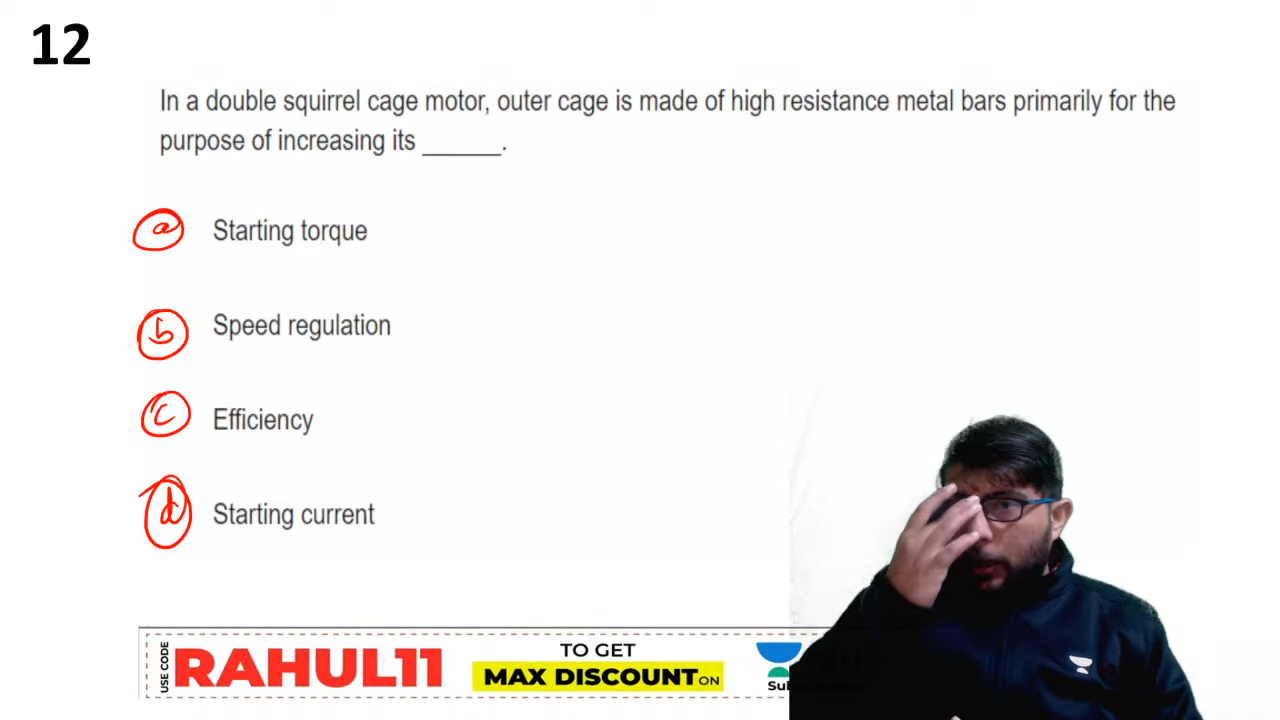 12
In a double squirrel cage motor, outer cage is made of high resistance metal bars primarily for the
purpose of increasing its ______.
a Starting torque
b Speed regulation
c Efficiency
d Starting current
USE CODE RAHUL11
TO GET
MAX DISCOUNT ON